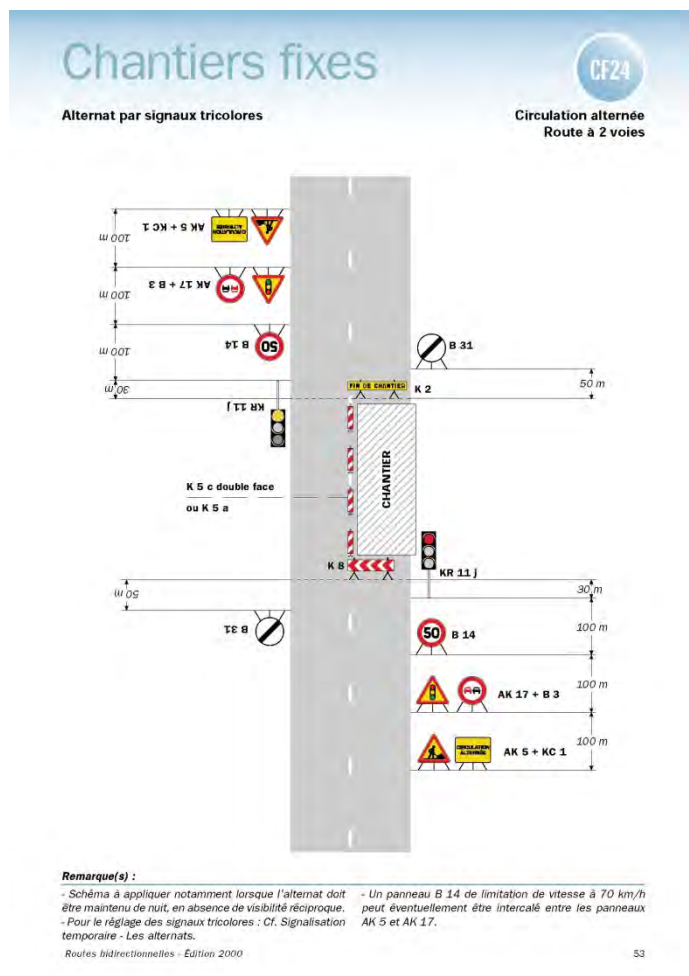 Chantiers fixes
CF24
Alternat par signaux tricolores
Circulation alternée
Route à 2 voies
AK 5 + KC 1
CIRCULATION
ALTERNÉE
100 m
AK 17 + B 3
100 m
B 14
50
100 m
30 m
KR 11 j
B 31
FIN DE CHANTIER
K 2
50 m
CHANTIER
K 5 c double face
ou K 5 a
K 8
KR 11 j
30 m
50 m
B 31
50
B 14
100 m
AK 17 + B 3
100 m
CIRCULATION
ALTERNÉE
AK 5 + KC 1
100 m
Remarque(s) :
- Schéma à appliquer notamment lorsque l'alternat doit
être maintenu de nuit, en absence de visibilité réciproque.
- Pour le réglage des signaux tricolores : Cf. Signalisation
temporaire - Les alternats.
- Un panneau B 14 de limitation de vitesse à 70 km/h
peut éventuellement être intercalé entre les panneaux
AK 5 et AK 17.
Routes bidirectionnelles - Édition 2000
53